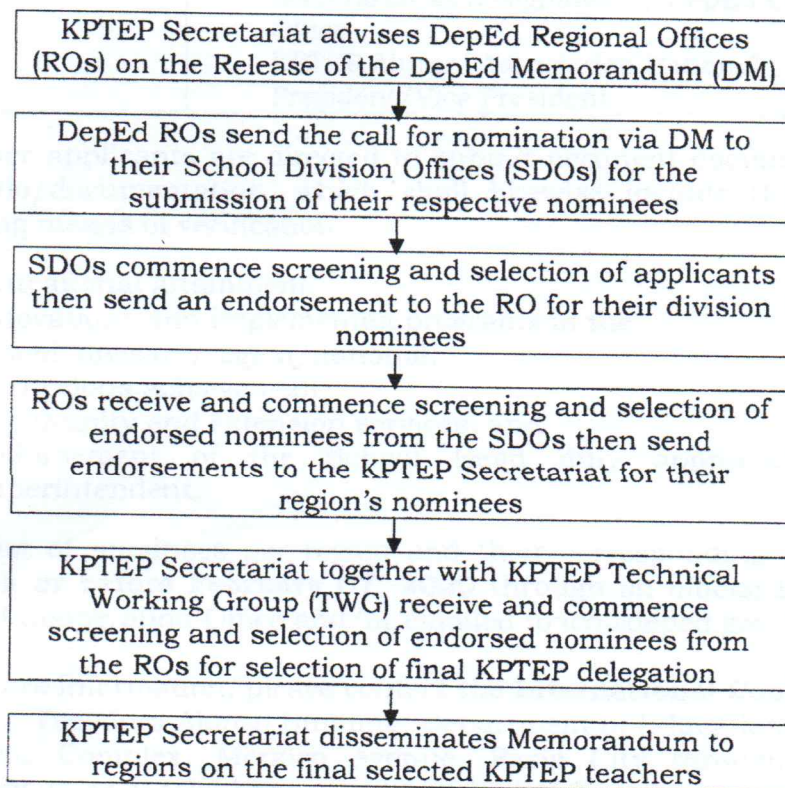 KPTEP Secretariat advises DepEd Regional Offices
(ROs) on the Release of the DepEd Memorandum (DM)
DepEd ROs send the call for nomination via DM to
their School Division Offices (SDOs) for the
submission of their respective nominees
SDOs commence screening and selection of applicants
then send an endorsement to the RO for their division
nominees
ROs receive and commence screening and selection of
endorsed nominees from the SDOs then send
endorsements to the KPTEP Secretariat for their
region's nominees
KPTEP Secretariat together with KPTEP Technical
Working Group (TWG) receive and commence
screening and selection of endorsed nominees from
the ROs for selection of final KPTEP delegation
KPTEP Secretariat disseminates Memorandum to
regions on the final selected KPTEP teachers